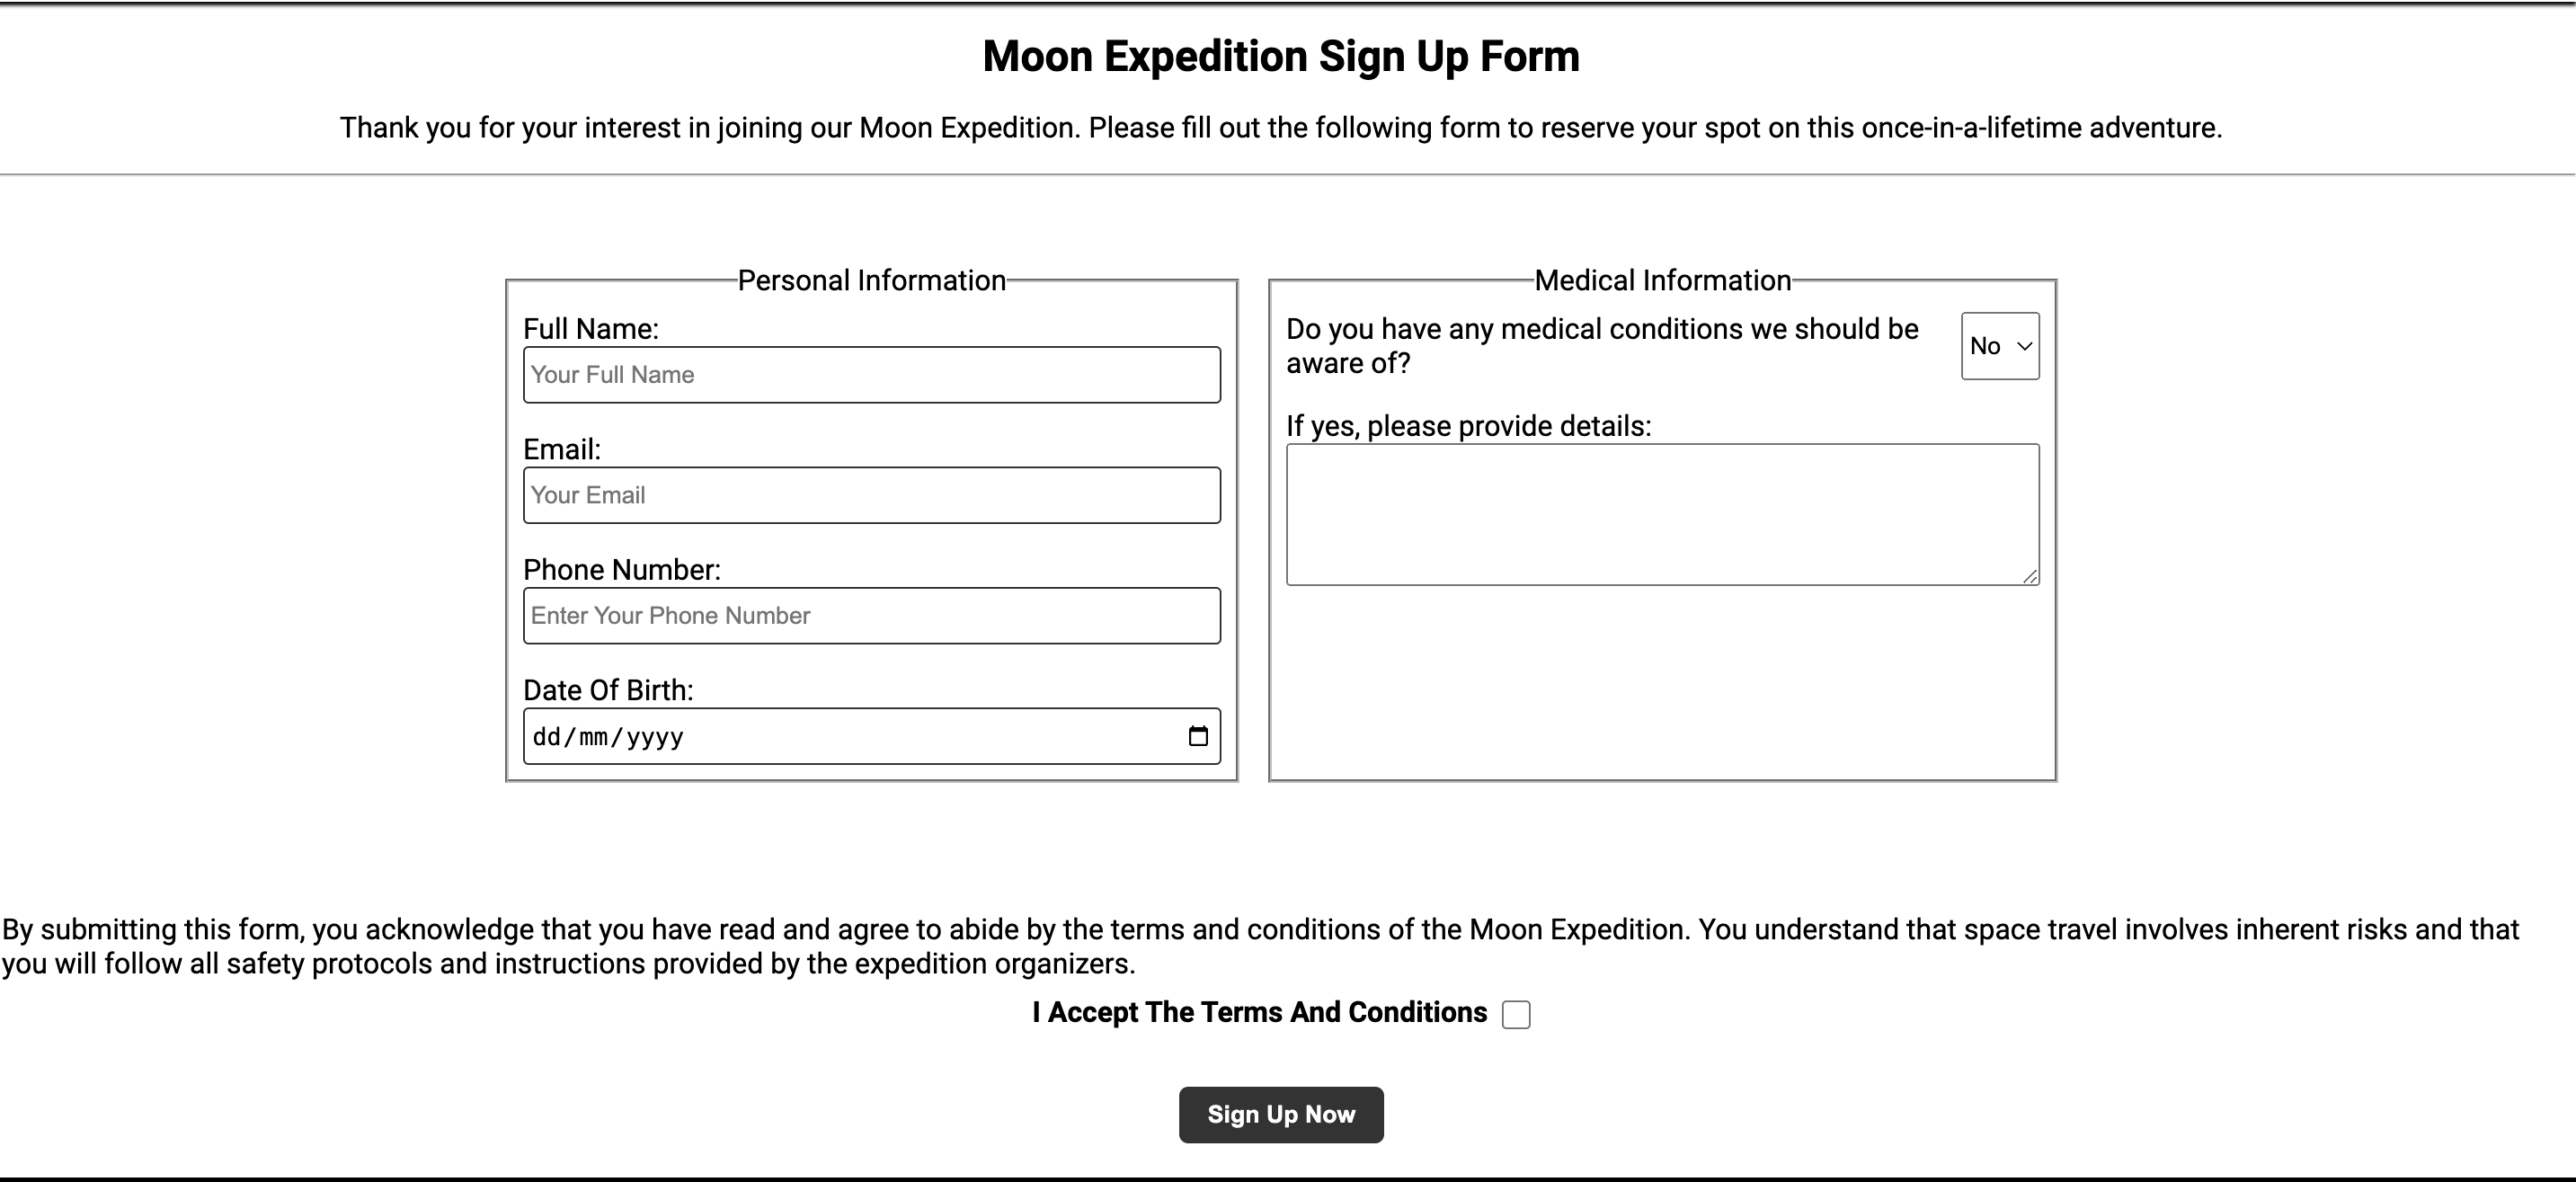 Moon Expedition Sign Up Form
Thank you for your interest in joining our Moon Expedition. Please fill out the following form to reserve your spot on this once-in-a-lifetime adventure.
Personal Information
Full Name:
Your Full Name
Email:
Your Email
Phone Number:
Enter Your Phone Number
Date Of Birth:
dd/mm/yyyy
Medical Information
Do you have any medical conditions we should be
aware of?
No
If yes, please provide details:
By submitting this form, you acknowledge that you have read and agree to abide by the terms and conditions of the Moon Expedition. You understand that space travel involves inherent risks and that
you will follow all safety protocols and instructions provided by the expedition organizers.
I Accept The Terms And Conditions
Sign Up Now